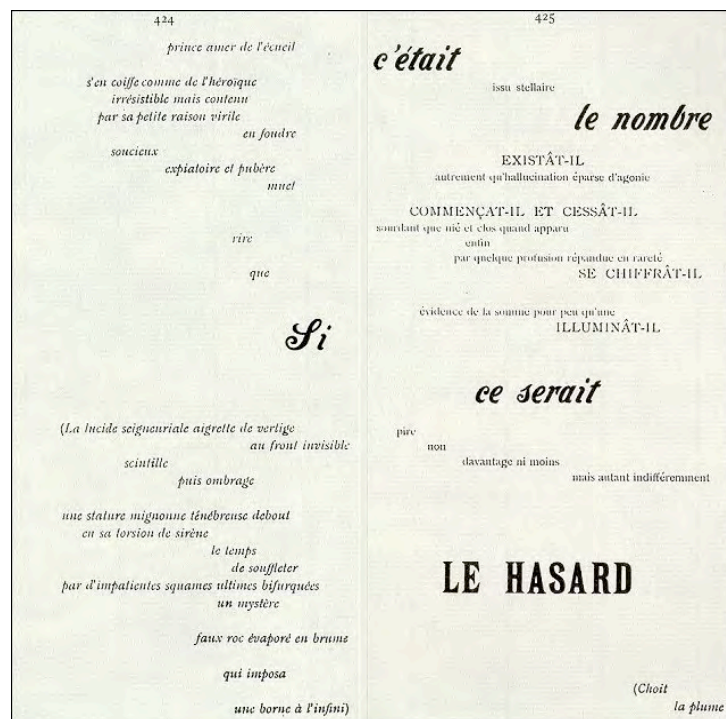 424
prince amer de l'écueil
s'en coiffe comme de l'héroïque
irrésistible mais contenu
par sa petite raison virile
en foudre
soucieux
expiatoire et pubère
muet
rire
que
Si
(La lucide seigneuriale aigrette de vertige
au front invisible
scintille
puis ombrage
une stature mignonne ténébreuse debout
en sa torsion de sirène
le temps
de souffleter
par d'impatientes squames ultimes bifurquées
un mystère
faux roc évaporé en brume
qui imposa
une borne à l'infini)
425
c'était
issu stellaire
le nombre
EXISTÂT-IL
autrement qu'hallucination éparse d'agonie
COMMENÇAT-IL ET CESSÂT-IL
sourdant que nié et clos quand apparu
enfin
par quelque profusion répandue en rareté
SE CHIFFRÂT-IL
évidence de la somme pour peu qu'une
ILLUMINÂT-IL
ce serait
pire
non
davantage ni moins
mais autant indifféremment
LE HASARD
(Choit
la plume